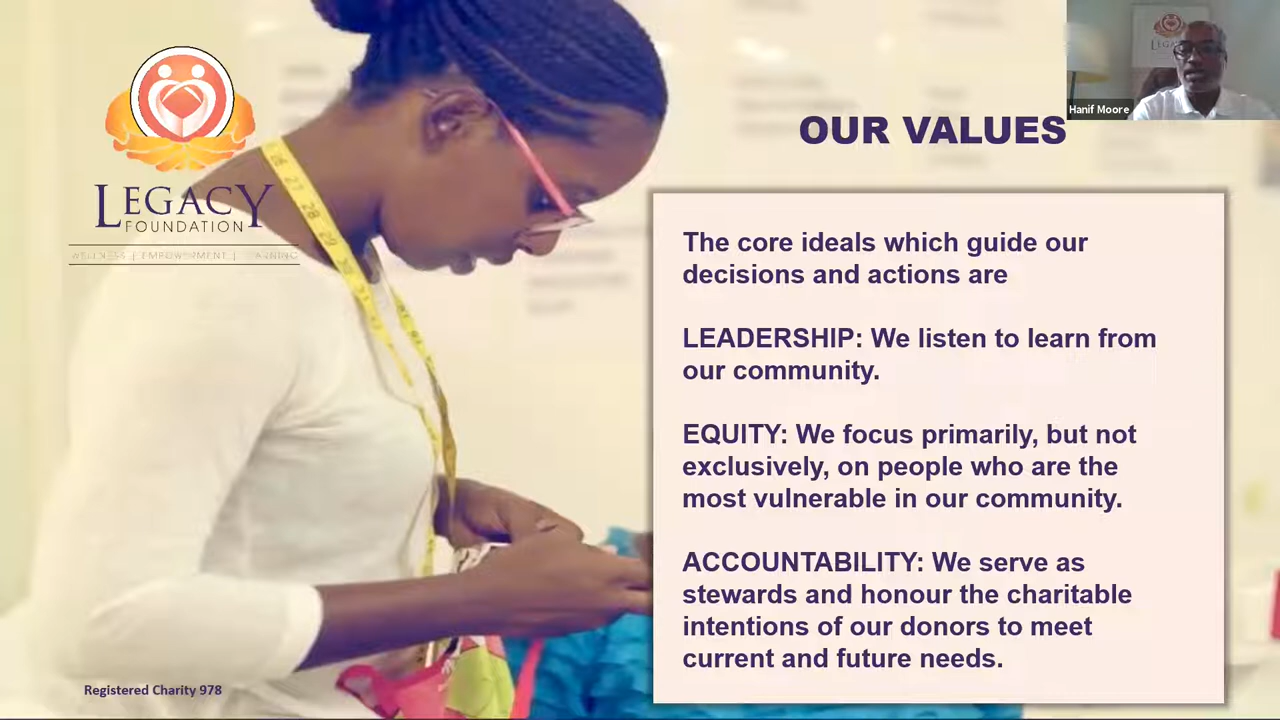 LEGACY
FOUNDATION
WELLNESS | EMPOWERMENT | LEARNING
Hanif Moore
OUR VALUES
The core ideals which guide our
decisions and actions are
LEADERSHIP: We listen to learn from
our community.
EQUITY: We focus primarily, but not
exclusively, on people who are the
most vulnerable in our community.
ACCOUNTABILITY: We serve as
stewards and honour the charitable
intentions of our donors to meet
current and future needs.
Registered Charity 978